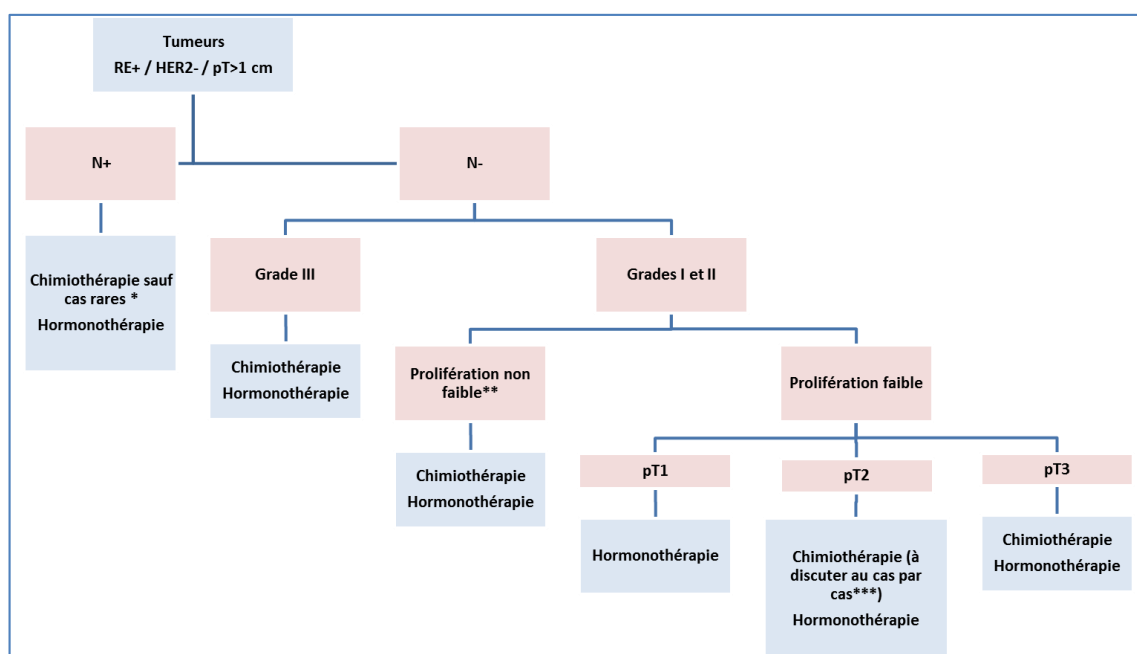 Tumeurs
RE+ / HER2- / pT>1 cm
N+
N-
Chimiothérapie sauf
cas rares *
Hormonothérapie
Grade III
Grades I et II
Chimiothérapie
Hormonothérapie
Prolifération non
faible**
Prolifération faible
Chimiothérapie
Hormonothérapie
pT1
pT2
pT3
Hormonothérapie
Chimiothérapie (à
discuter au cas par
cas***)
Hormonothérapie
Chimiothérapie
Hormonothérapie